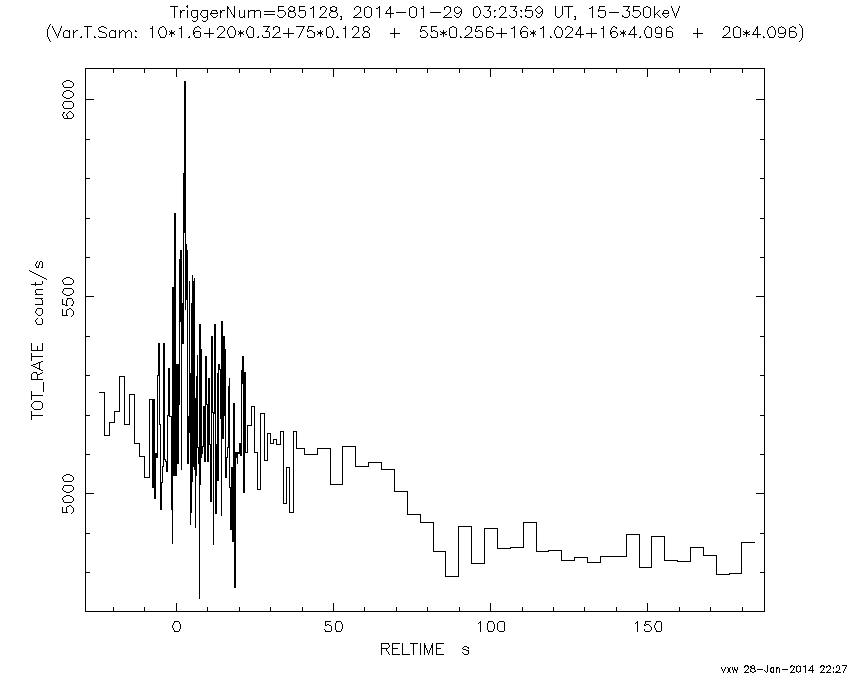 TriggerNum=585128, 2014-01-29 03:23:59 UT, 15-350keV
(Var.T.Sam: 10*1.6+20*0.32+75*0.128 + 55*0.256+16*1.024+16*4.096 + 20*4.096)
6000
5500
5000
TOT_RATE count/s
0 50 100 150
RELTIME s
vxw 28-Jan-2014 22:27